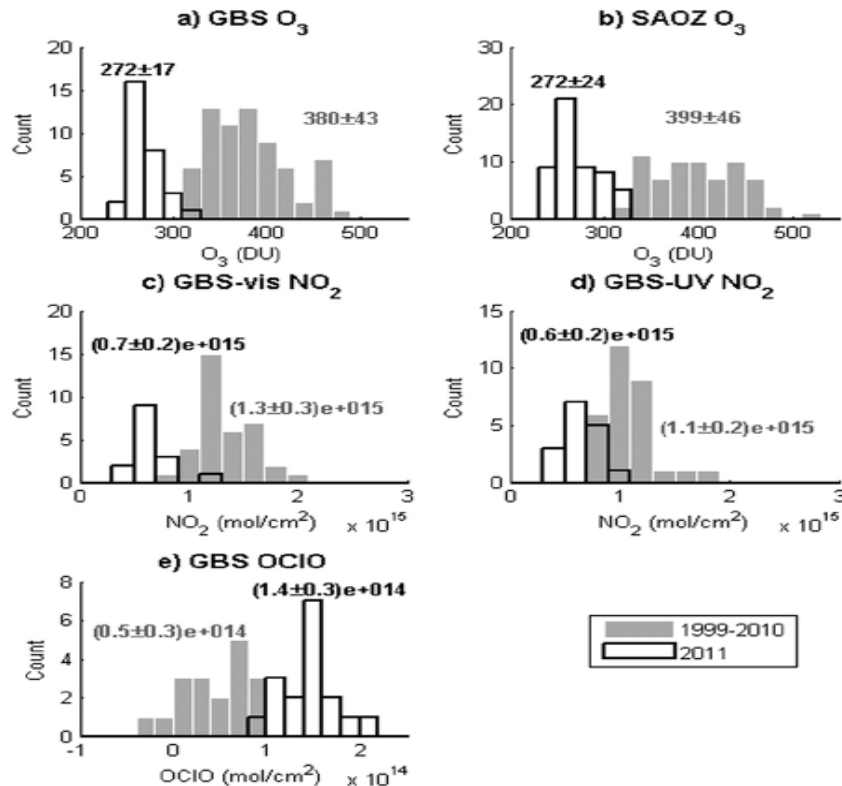 a) GBS O3
272±17
380±43
20
15
10
5
0
Count
200 300 400 500
O3 (DU)
b) SAOZ O3
272±24
399±46
30
20
10
0
Count
200 300 400 500
O3 (DU)
c) GBS-vis NO2
(0.7±0.2)e+015
(1.3±0.3)e+015
20
15
10
5
0
Count
0 1 2 3
NO2 (mol/cm2) x 10^15
d) GBS-UV NO2
(0.6±0.2)e+015
(1.1±0.2)e+015
15
10
5
0
Count
0 1 2 3
NO2 (mol/cm2) x 10^15
e) GBS OClO
(1.4±0.3)e+014
(0.5±0.3)e+014
8
6
4
2
0
Count
-1 0 1 2
OClO (mol/cm2) x 10^14
1999-2010
2011